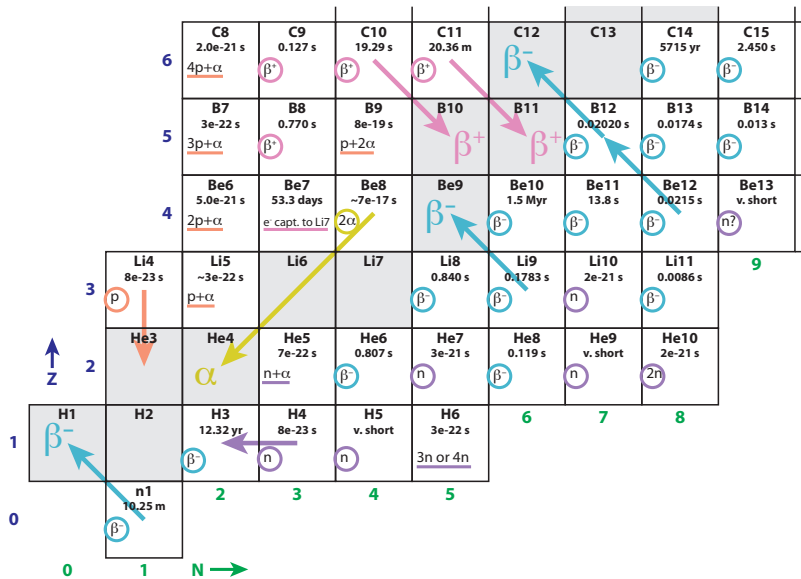 C8
2.0e-21 s
4p+α
C9
0.127 s
β⁺
C10
19.29 s
β⁺
C11
20.36 m
β⁺
C12
β⁻
C13
C14
5715 yr
β⁻
C15
2.450 s
β⁻
6
B7
3e-22 s
3p+α
B8
0.770 s
β⁺
B9
8e-19 s
p+2α
B10
β⁺
B11
β⁺
B12
0.02020 s
β⁻
B13
0.0174 s
β⁻
B14
0.013 s
β⁻
5
Be6
5.0e-21 s
2p+α
Be7
53.3 days
e⁻ capt. to Li7
Be8
~7e-17 s
2α
Be9
β⁻
Be10
1.5 Myr
β⁻
Be11
13.8 s
β⁻
Be12
0.0215 s
β⁻
Be13
v. short
n?
4
9
Li4
8e-23 s
p
Li5
~3e-22 s
p+α
Li6
Li7
Li8
0.840 s
β⁻
Li9
0.1783 s
β⁻
Li10
2e-21 s
n
Li11
0.0086 s
β⁻
3
He3
He4
α
He5
7e-22 s
n+α
He6
0.807 s
β⁻
He7
3e-21 s
n
He8
0.119 s
β⁻
He9
v. short
n
He10
2e-21 s
2n
2
Z
6
7
8
H1
β⁻
H2
H3
12.32 yr
β⁻
H4
8e-23 s
n
H5
v. short
n
H6
3e-22 s
3n or 4n
1
2
3
4
5
n1
10.25 m
β⁻
0
0
1
N